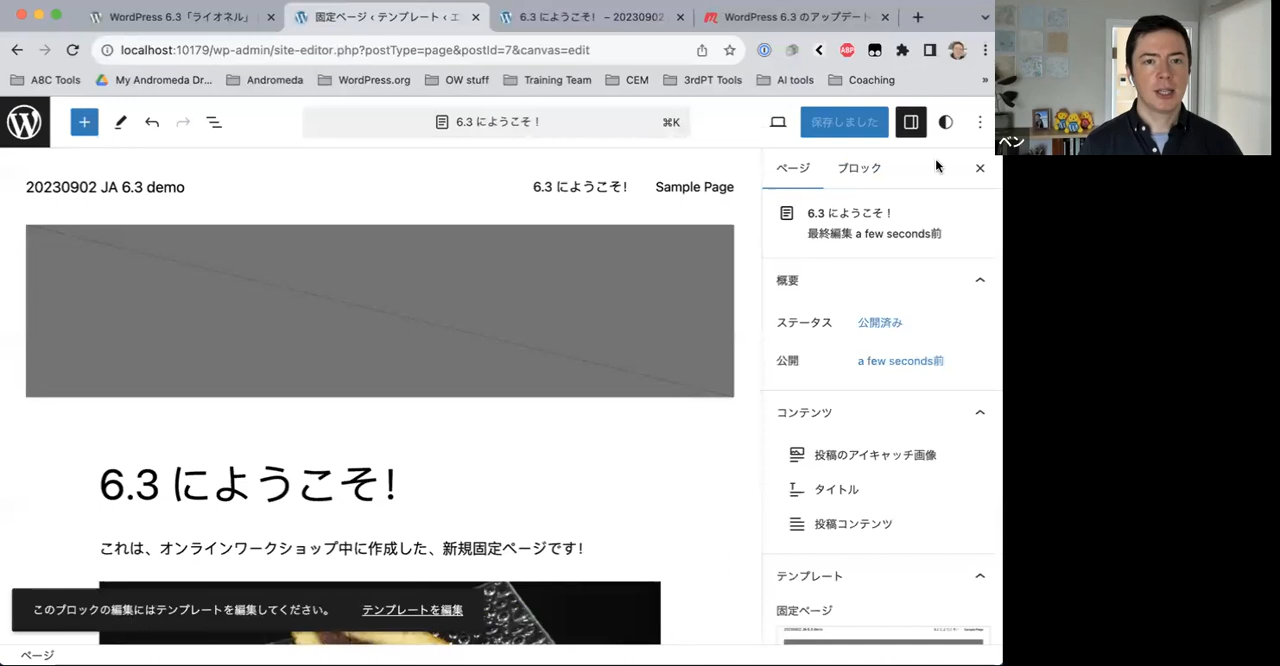 WordPress 6.3「ライオネル」
固定ページ ‹ テンプレート ‹ エ
6.3 にようこそ! – 20230902
WordPress 6.3 のアップデート
localhost:10179/wp-admin/site-editor.php?postType=page&postId=7&canvas=edit
ABP
A8C Tools
My Andromeda Dr...
Andromeda
WordPress.org
OW stuff
Training Team
CEM
3rdPT Tools
AI tools
Coaching
»
6.3 にようこそ！
⌘K
保存しました
ベン
20230902 JA 6.3 demo
6.3 にようこそ!
Sample Page
ページ
ブロック
6.3 にようこそ！
最終編集 a few seconds前
概要
ステータス
公開済み
公開
a few seconds前
コンテンツ
投稿のアイキャッチ画像
タイトル
投稿コンテンツ
テンプレート
固定ページ
20230902 JA 6.3 demo
Sample Page
6.3 にようこそ!
これは、オンラインワークショップ中に作成した、新規固定ページです!
このブロックの編集にはテンプレートを編集してください。
テンプレートを編集
ページ